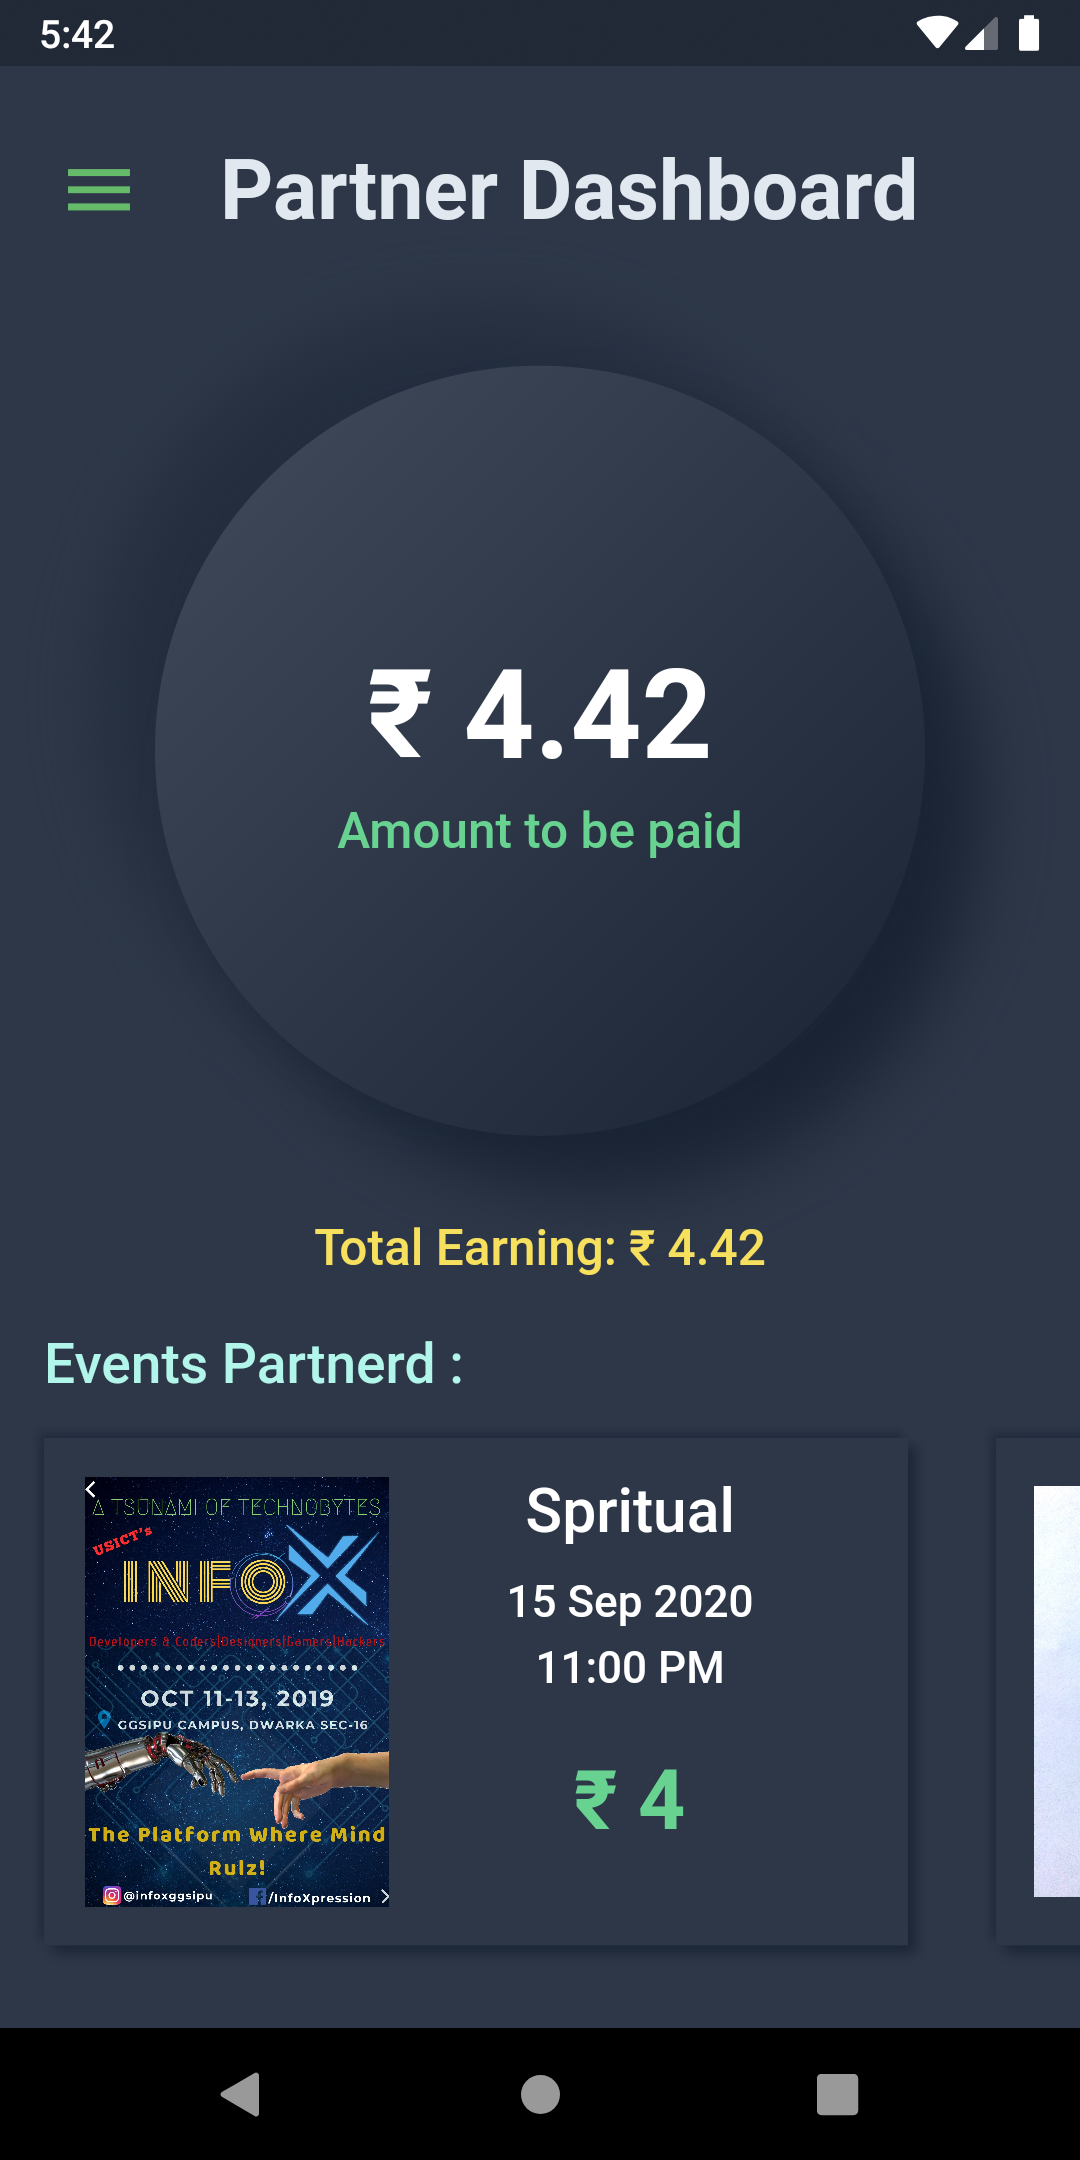 5:42
Partner Dashboard
₹ 4.42
Amount to be paid
Total Earning: ₹ 4.42
Events Partnerd :
A TSUNAMI OF TECHNOBYTES
USICT's
INFOX
Developers & Coders|Designers|Gamers|Hackers
OCT 11-13, 2019
GGSIPU CAMPUS, DWARKA SEC-16
The Platform Where Mind
Rulz!
@infoxggsipu /InfoXpression
Spritual
15 Sep 2020
11:00 PM
₹ 4